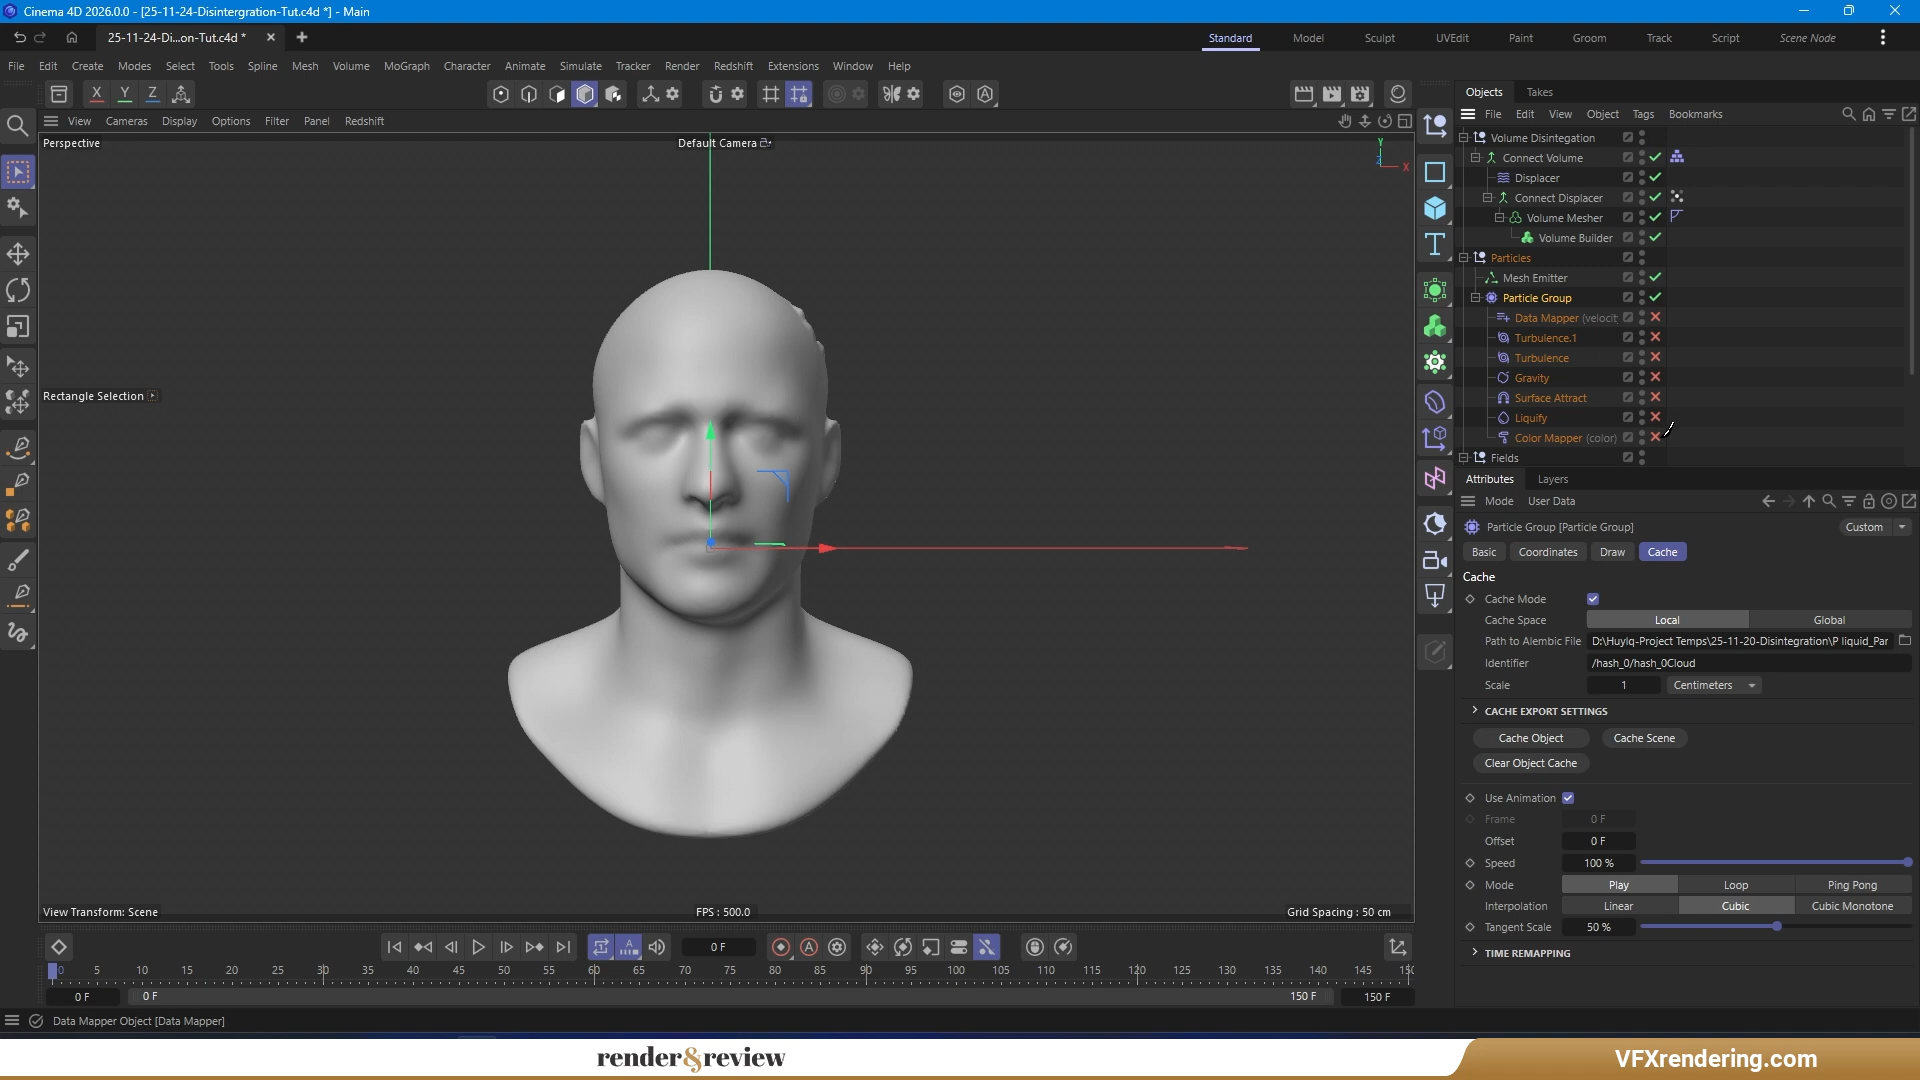 Cinema 4D 2026.0.0 - [25-11-24-Disintergration-Tut.c4d *] - Main
25-11-24-Di...on-Tut.c4d *
Standard Model Sculpt UVEdit Paint Groom Track Script Scene Node
File Edit Create Modes Select Tools Spline Mesh Volume MoGraph Character Animate Simulate Tracker Render Redshift Extensions Window Help
X Y Z
View Cameras Display Options Filter Panel Redshift
Perspective
Default Camera
Y
Z
X
Rectangle Selection
View Transform: Scene
FPS : 500.0
Grid Spacing : 50 cm
Objects Takes
File Edit View Object Tags Bookmarks
Volume Disintegation
Connect Volume
Displacer
Connect Displacer
Volume Mesher
Volume Builder
Particles
Mesh Emitter
Particle Group
Data Mapper (velocit
Turbulence.1
Turbulence
Gravity
Surface Attract
Liquify
Color Mapper (color)
Fields
Attributes Layers
Mode User Data
Particle Group [Particle Group]
Custom
Basic Coordinates Draw Cache
Cache
Cache Mode
Cache Space Local Global
Path to Alembic File D:\Huylq-Project Temps\25-11-20-Disintegration\P liquid_Par
Identifier /hash_0/hash_0Cloud
Scale 1 Centimeters
CACHE EXPORT SETTINGS
Cache Object Cache Scene
Clear Object Cache
Use Animation
Frame 0 F
Offset 0 F
Speed 100 %
Mode Play Loop Ping Pong
Interpolation Linear Cubic Cubic Monotone
Tangent Scale 50 %
TIME REMAPPING
0 F
0 5 10 15 20 25 30 35 40 45 50 55 60 65 70 75 80 85 90 95 100 105 110 115 120 125 130 135 140 145
0 F 0 F 150 F 150 F
Data Mapper Object [Data Mapper]
render&review
VFXrendering.com